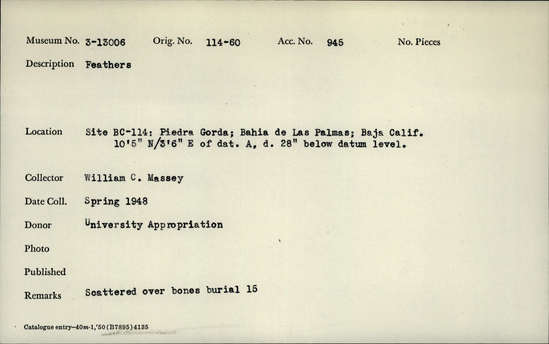 Museum No. 3-13006 Orig. No. 114-60 Acc. No. 945 No. Pieces
Description Feathers
Location Site BC-114: Piedra Gorda; Bahia de Las Palmas; Baja Calif.
10'5" N/3'6" E of dat. A, d. 28" below datum level.
Collector William C. Massey
Date Coll. Spring 1948
Donor University Appropriation
Photo
Published
Remarks Scattered over bones burial 15
Catalogue entry—40m-1,'50 (B7895) 4135